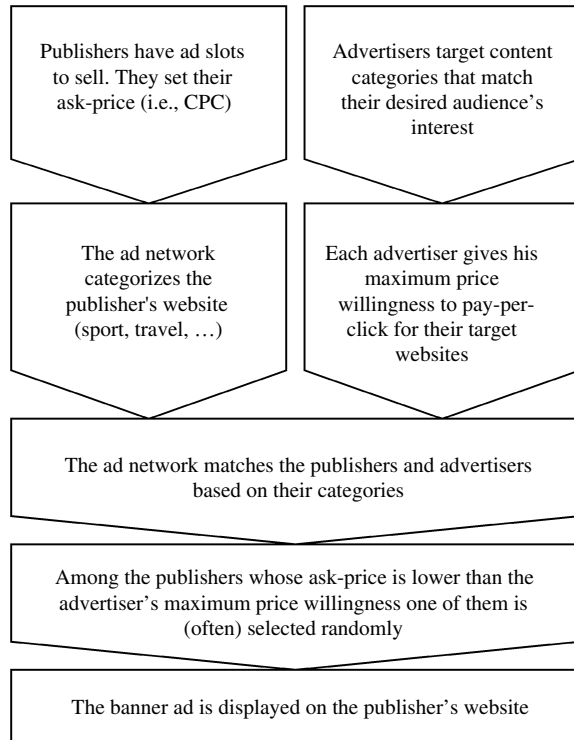 Publishers have ad slots
to sell. They set their
ask-price (i.e., CPC)
Advertisers target content
categories that match
their desired audience's
interest
The ad network
categorizes the
publisher's website
(sport, travel, …)
Each advertiser gives his
maximum price
willingness to pay-per-
click for their target
websites
The ad network matches the publishers and advertisers
based on their categories
Among the publishers whose ask-price is lower than the
advertiser's maximum price willingness one of them is
(often) selected randomly
The banner ad is displayed on the publisher's website